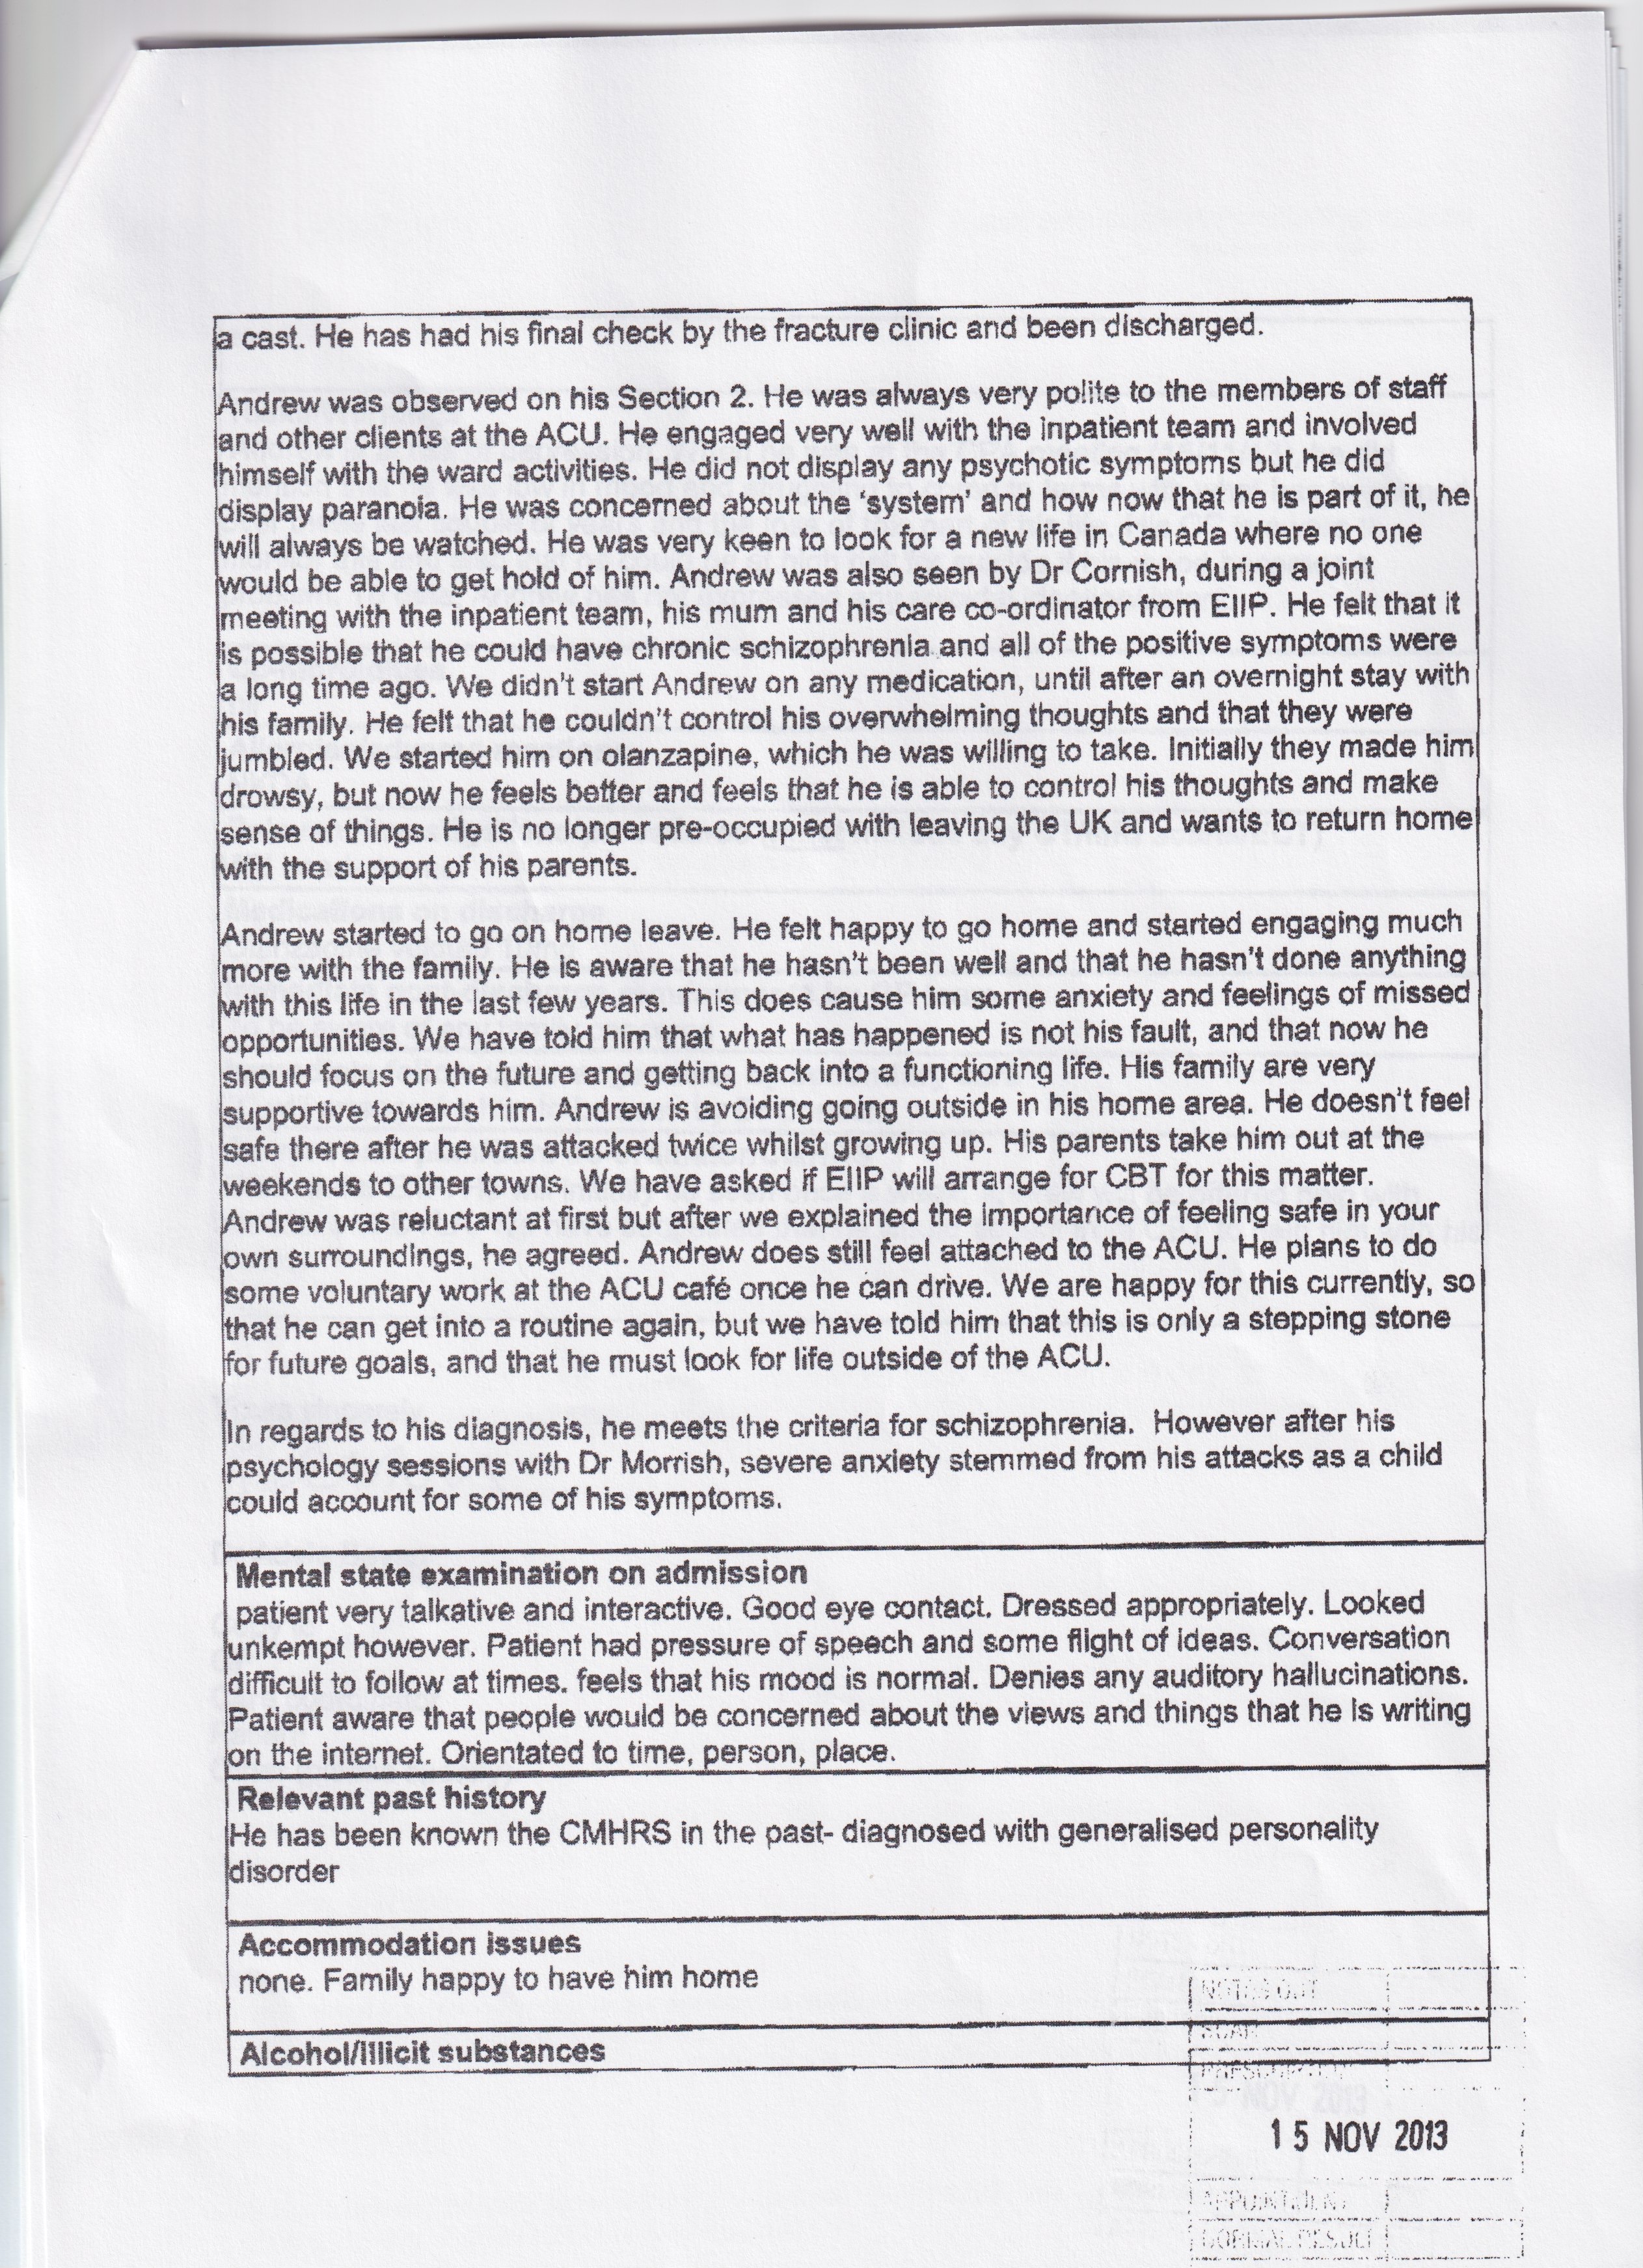 a cast. He has had his final check by the fracture clinic and been discharged.
Andrew was observed on his Section 2. He was always very polite to the members of staff
and other clients at the ACU. He engaged very well with the inpatient team and involved
himself with the ward activities. He did not display any psychotic symptoms but he did
display paranoia. He was concerned about the ‘system’ and how now that he is part of it, he
will always be watched. He was very keen to look for a new life in Canada where no one
would be able to get hold of him. Andrew was also seen by Dr Cornish, during a joint
meeting with the inpatient team, his mum and his care co-ordinator from EIIP. He felt that it
is possible that he could have chronic schizophrenia and all of the positive symptoms were
a long time ago. We didn't start Andrew on any medication, until after an overnight stay with
his family. He felt that he couldn't control his overwhelming thoughts and that they were
jumbled. We started him on olanzapine, which he was willing to take. Initially they made him
drowsy, but now he feels better and feels that he is able to control his thoughts and make
sense of things. He is no longer pre-occupied with leaving the UK and wants to return home
with the support of his parents.
Andrew started to go on home leave. He felt happy to go home and started engaging much
more with the family. He is aware that he hasn't been well and that he hasn't done anything
with this life in the last few years. This does cause him some anxiety and feelings of missed
opportunities. We have told him that what has happened is not his fault, and that now he
should focus on the future and getting back into a functioning life. His family are very
supportive towards him. Andrew is avoiding going outside in his home area. He doesn't feel
safe there after he was attacked twice whilst growing up. His parents take him out at the
weekends to other towns. We have asked if EIIP will arrange for CBT for this matter.
Andrew was reluctant at first but after we explained the importance of feeling safe in your
own surroundings, he agreed. Andrew does still feel attached to the ACU. He plans to do
some voluntary work at the ACU café once he can drive. We are happy for this currently, so
that he can get into a routine again, but we have told him that this is only a stepping stone
for future goals, and that he must look for life outside of the ACU.
In regards to his diagnosis, he meets the criteria for schizophrenia. However after his
psychology sessions with Dr Morrish, severe anxiety stemmed from his attacks as a child
could account for some of his symptoms.
Mental state examination on admission
patient very talkative and interactive. Good eye contact. Dressed appropriately. Looked
unkempt however. Patient had pressure of speech and some flight of ideas. Conversation
difficult to follow at times. feels that his mood is normal. Denies any auditory hallucinations.
Patient aware that people would be concerned about the views and things that he is writing
on the internet. Orientated to time, person, place.
Relevant past history
He has been known the CMHRS in the past- diagnosed with generalised personality
disorder
Accommodation issues
none. Family happy to have him home
Alcohol/Illicit substances
NOTES OUT
SCAN
15 NOV 2013
APPOINTMENT